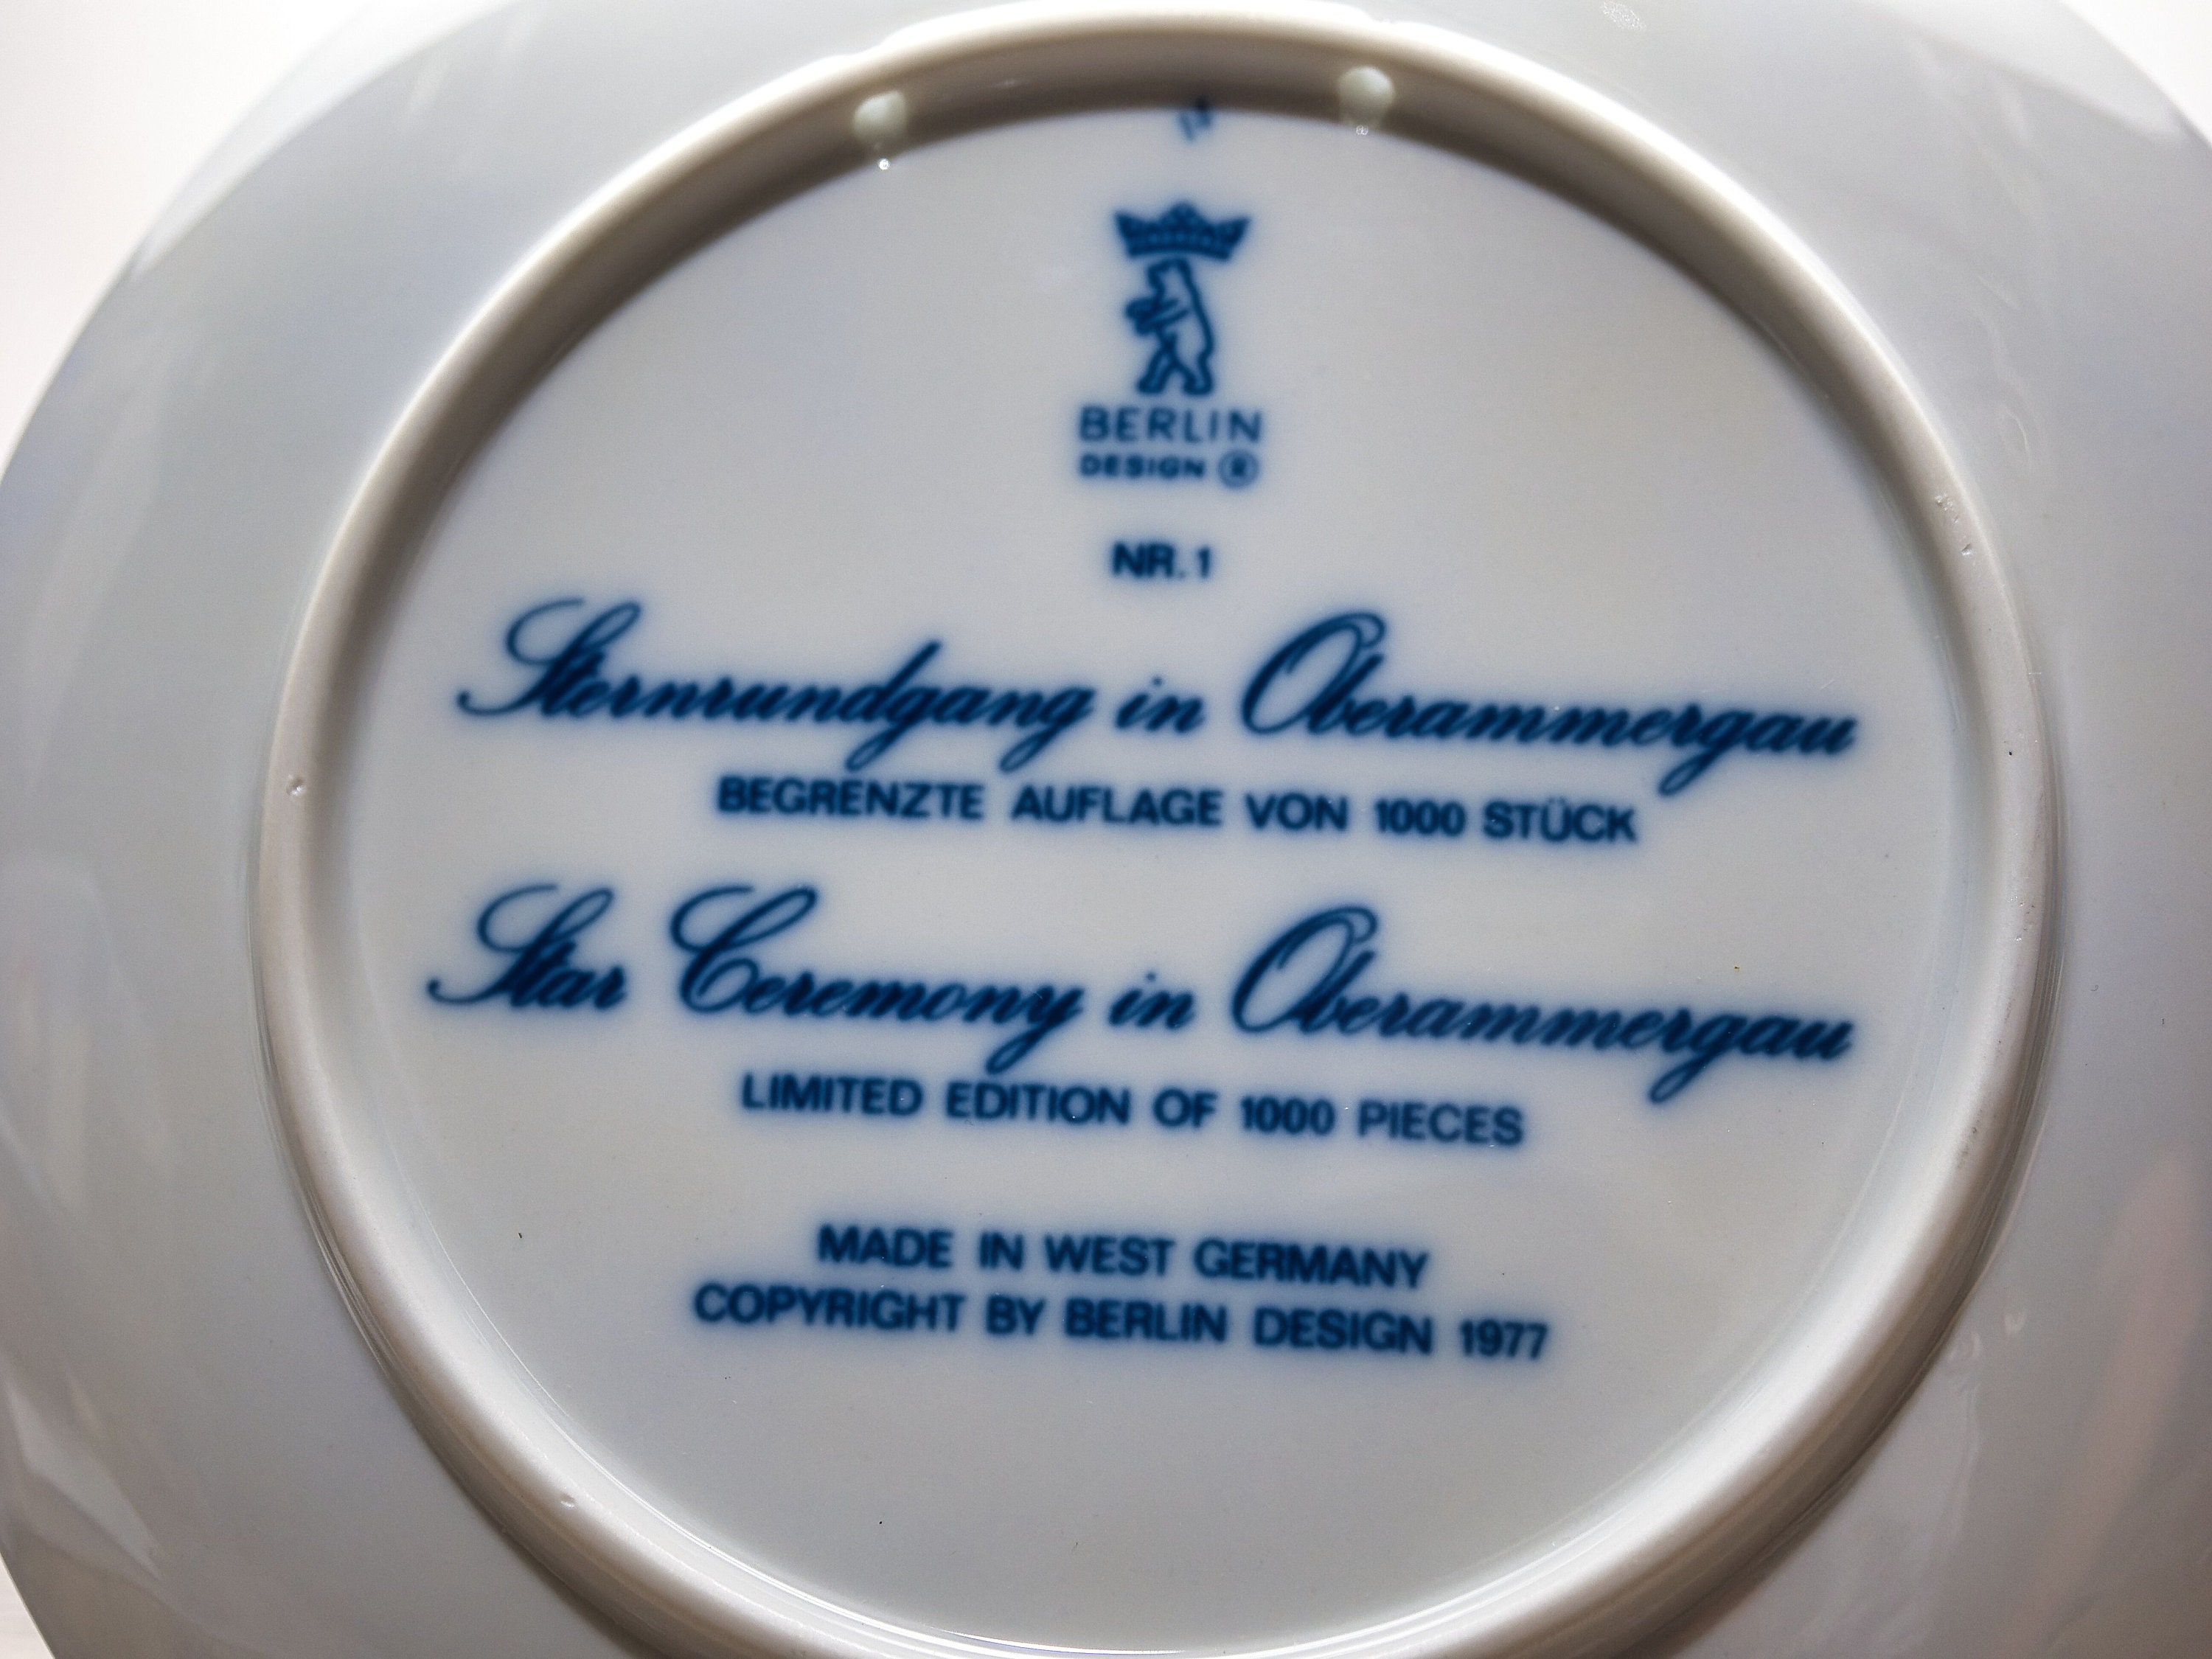 BERLIN
DESIGN ®
NR. 1
Sternrundgang in Oberammergau
BEGRENZTE AUFLAGE VON 1000 STÜCK
Star Ceremony in Oberammergau
LIMITED EDITION OF 1000 PIECES
MADE IN WEST GERMANY
COPYRIGHT BY BERLIN DESIGN 1977